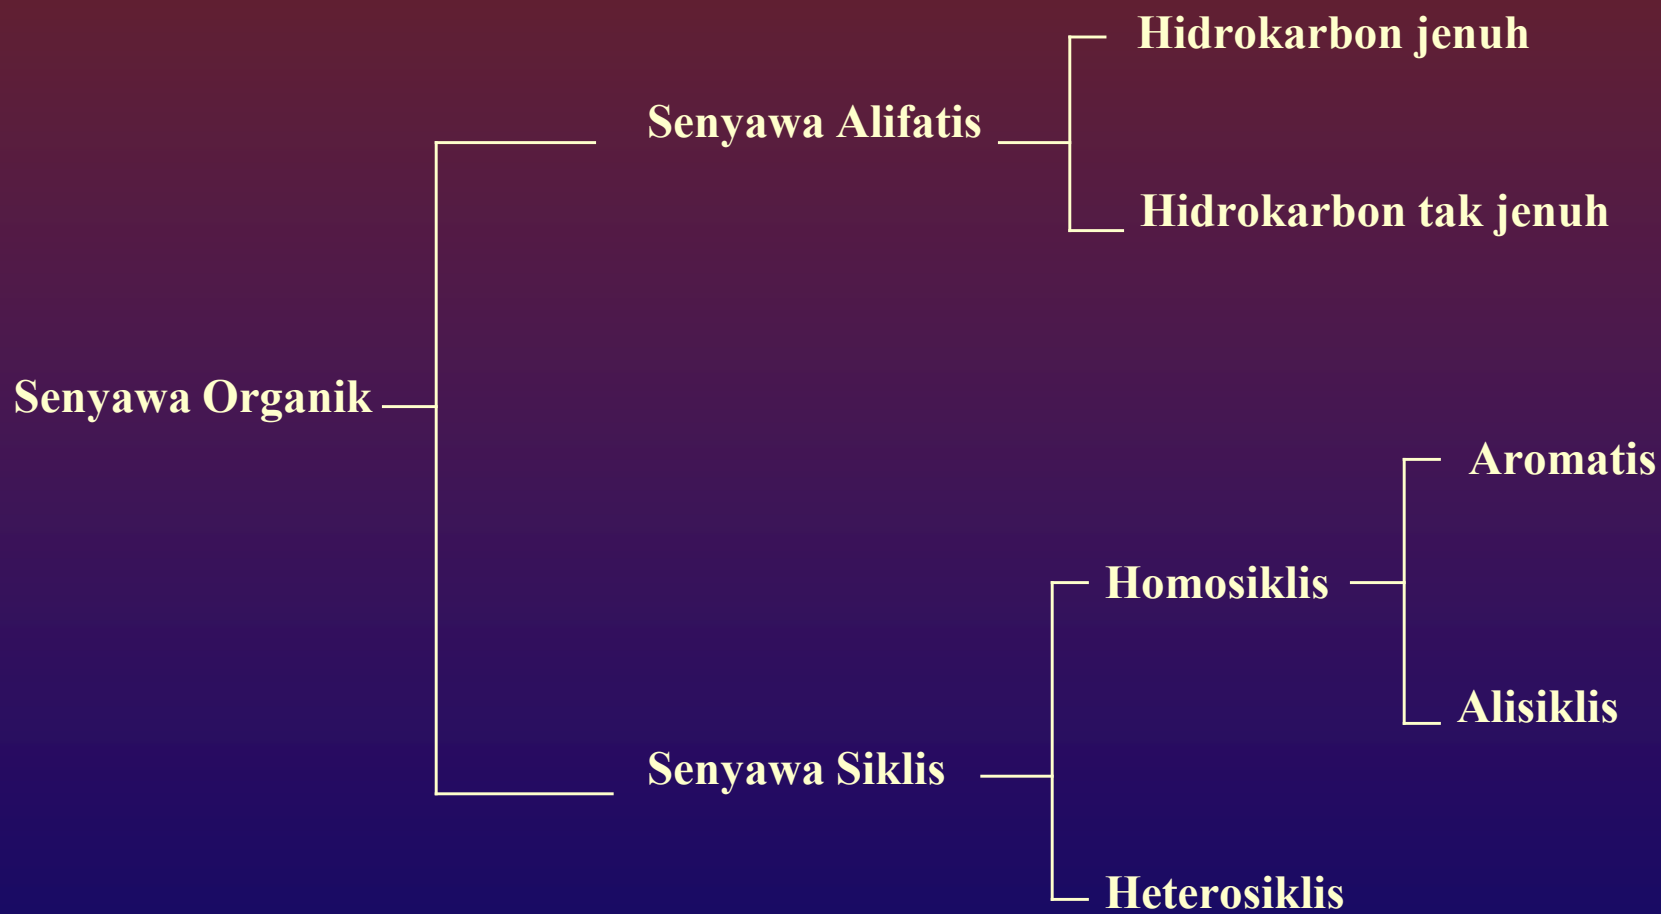 Hidrokarbon jenuh
Senyawa Alifatis
Hidrokarbon tak jenuh
Senyawa Organik
Aromatis
Homosiklis
Alisiklis
Senyawa Siklis
Heterosiklis